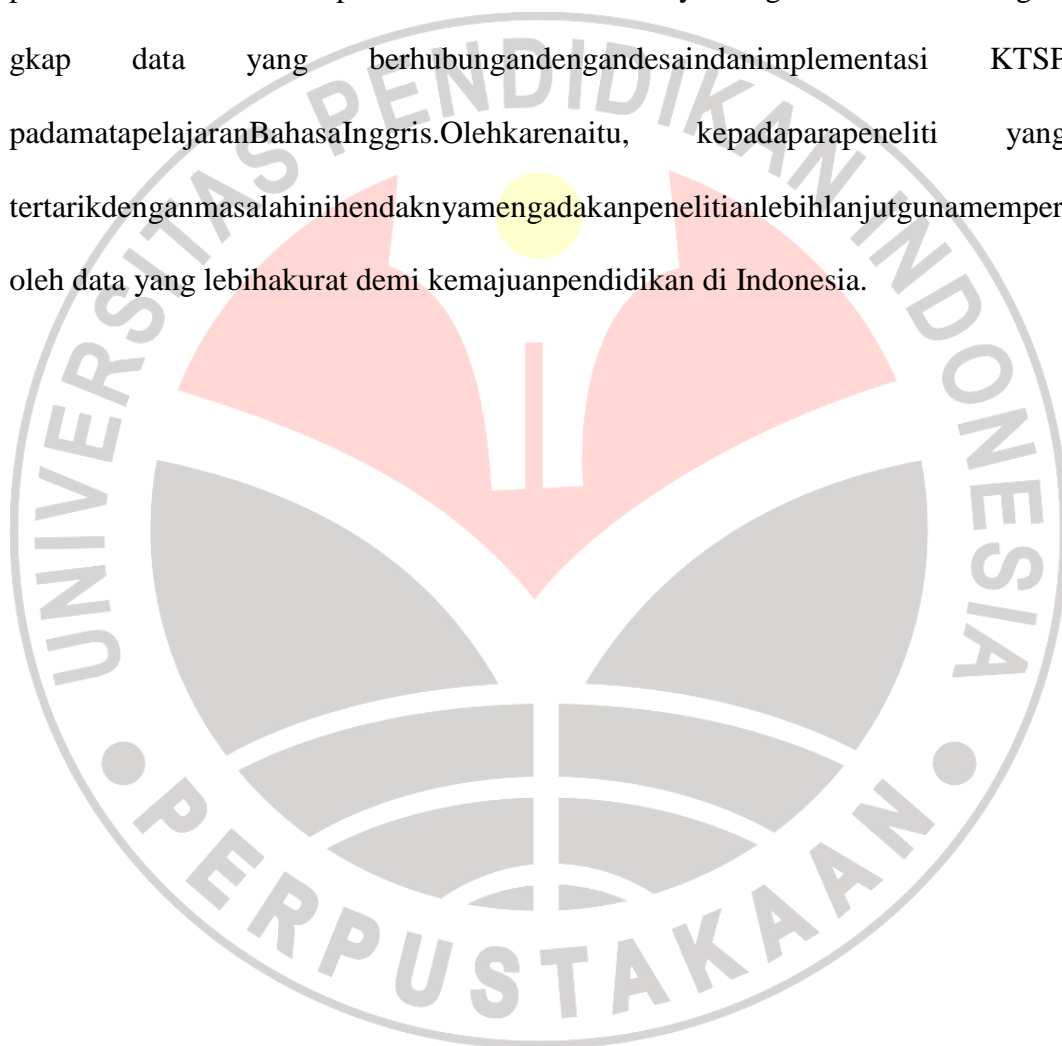 gkap data yang berhubungandengandesaindanimplementasi KTSP
padamatapelajaranBahasaInggris.Olehkarenaitu, kepadaparapeneliti yang
tertarikdenganmasalahinihendaknyamengadakanpenelitianlebihlanjutgunamemper
oleh data yang lebihakurat demi kemajuanpendidikan di Indonesia.
UNIVERSITAS PENDIDIKAN INDONESIA
PERPUSTAKAAN